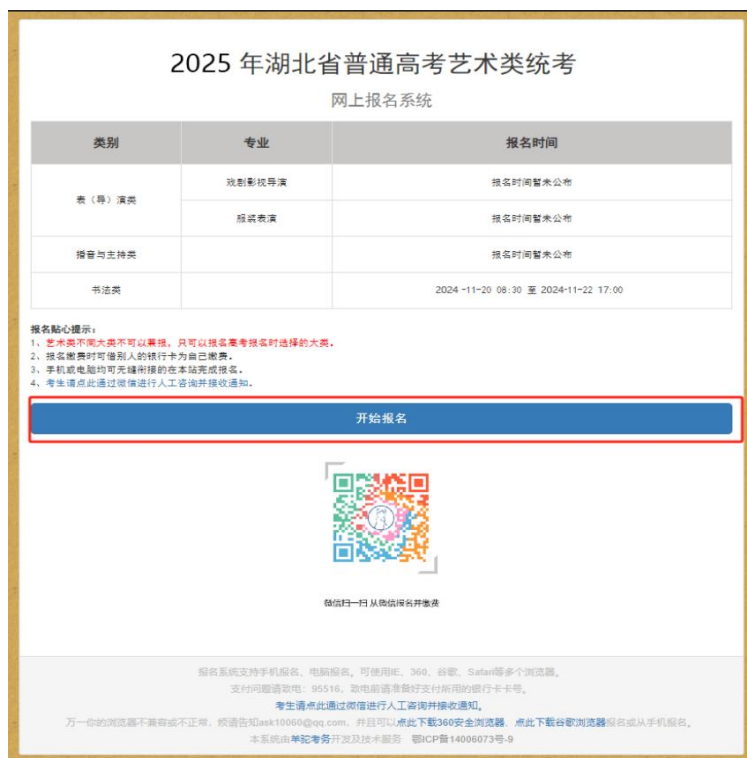 2025 年湖北省普通高考艺术类统考
网上报名系统
类别 专业 报名时间
表（导）演类 戏剧影视导演 报名时间暂未公布
服装表演 报名时间暂未公布
播音与主持类 报名时间暂未公布
书法类 2024 -11-20 08:30 至 2024-11-22 17:00
报名贴心提示：
1、艺术类不同大类不可以兼报，只可以报名高考报名时选择的大类。
2、报名缴费时可借别人的银行卡为自己缴费。
3、手机或电脑均可无缝衔接的在本站完成报名。
4、考生请点此通过微信进行人工咨询并接收通知。
开始报名
微信扫一扫 从微信报名并缴费
报名系统支持手机报名、电脑报名，可使用IE、360、谷歌、Safari等多个浏览器。
支付问题请致电：95516，致电前请准备好支付所用的银行卡卡号。
考生请点此通过微信进行人工咨询并接收通知。
万一你的浏览器不兼容或不正常，烦请告知ask10060@qq.com，并且可以点此下载360安全浏览器、点此下载谷歌浏览器报名或从手机报名。
本系统由羊驼考务开发及技术服务 鄂ICP备14006073号-9